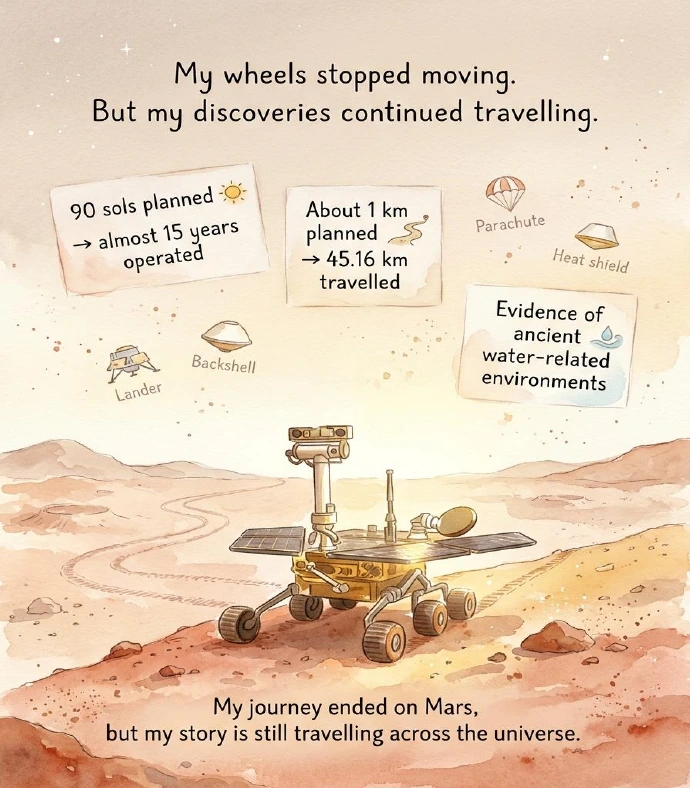 My wheels stopped moving.
But my discoveries continued travelling.
90 sols planned
→ almost 15 years
operated
About 1 km
planned
→ 45.16 km
travelled
Parachute
Heat shield
Evidence of
ancient
water-related
environments
Backshell
Lander
My journey ended on Mars,
but my story is still travelling across the universe.